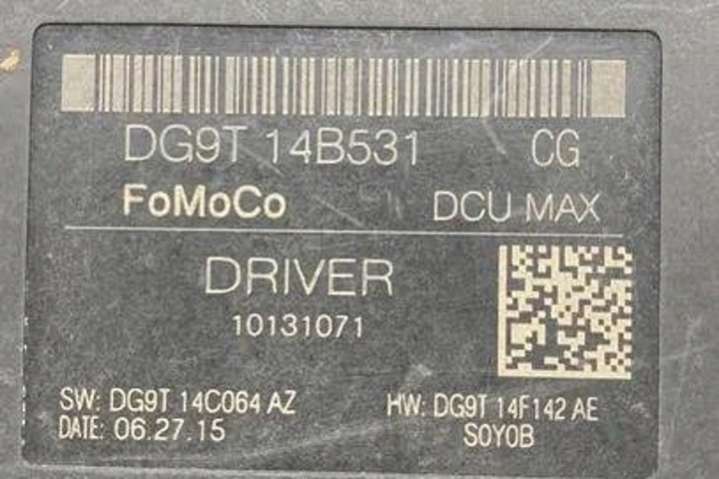 DG9T 14B531 CG
FoMoCo DCU MAX
DRIVER
10131071
SW: DG9T 14C064 AZ HW: DG9T 14F142 AE
DATE: 06.27.15 S0Y0B